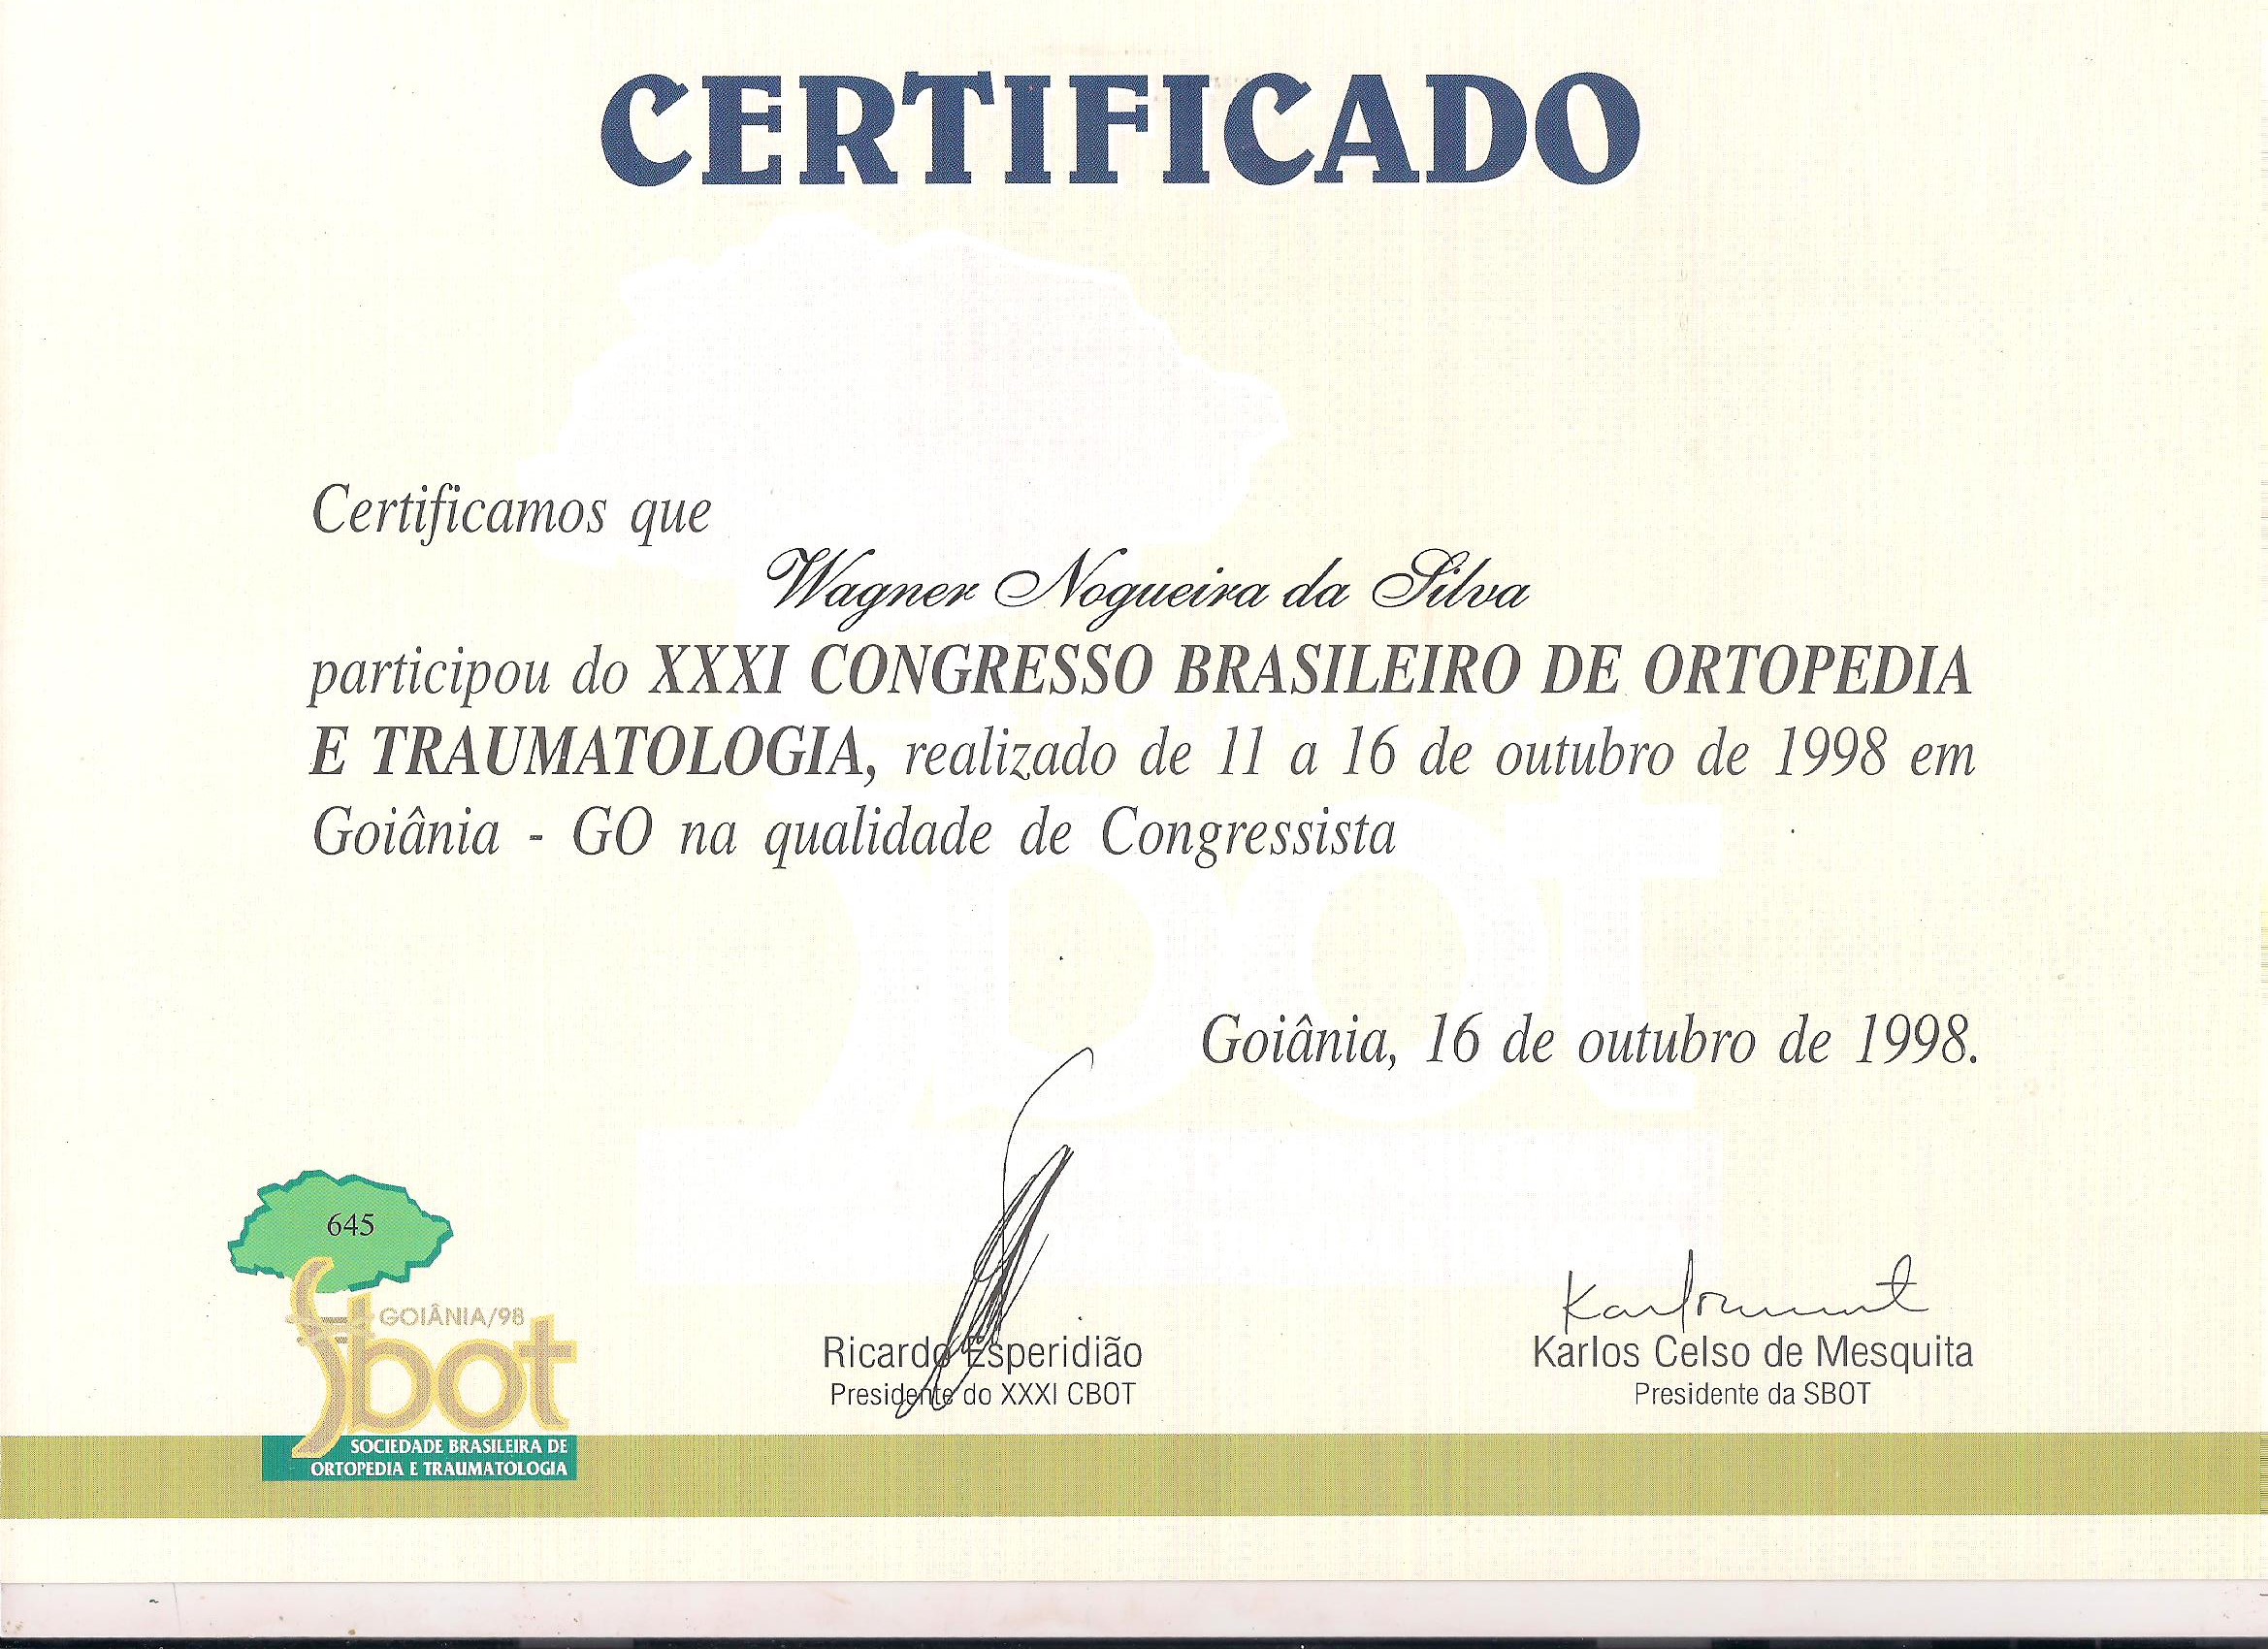 CERTIFICADO
Certificamos que
Wagner Nogueira da Silva
participou do XXXI CONGRESSO BRASILEIRO DE ORTOPEDIA
E TRAUMATOLOGIA, realizado de 11 a 16 de outubro de 1998 em
Goiânia - GO na qualidade de Congressista
Goiânia, 16 de outubro de 1998.
645
GOIÂNIA/98
sbot
SOCIEDADE BRASILEIRA DE
ORTOPEDIA E TRAUMATOLOGIA
Ricardo Esperidião
Presidente do XXXI CBOT
Karlos Celso de Mesquita
Presidente da SBOT